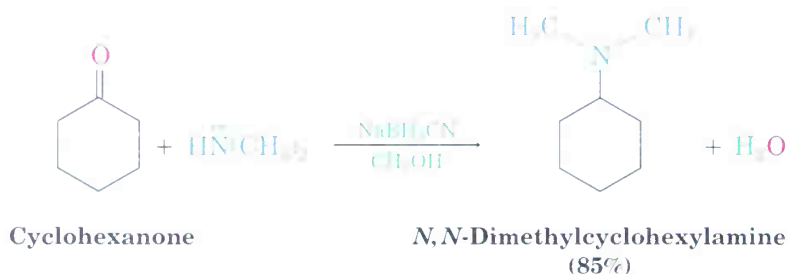 O
H₃C CH₃
N
+ HN(CH₃)₂ NaBH₃CN + H₂O
CH₃OH
Cyclohexanone N,N-Dimethylcyclohexylamine
(85%)